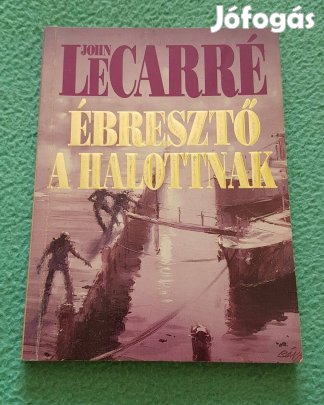 Jófogás
JOHN
LECARRÉ
ÉBRESZTŐ
A HALOTTNAK